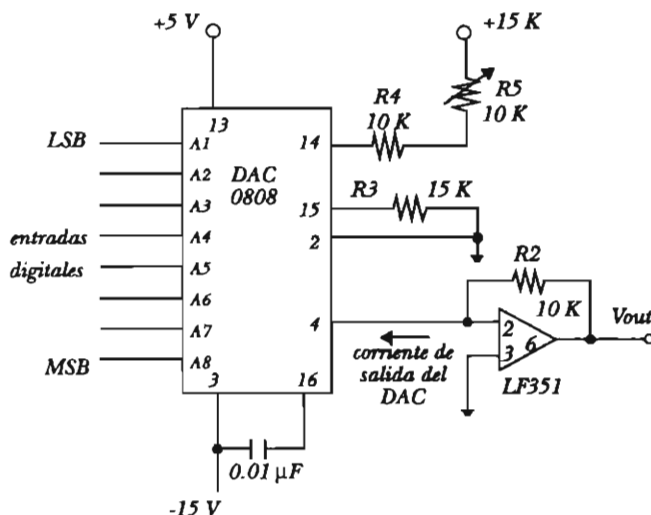 +5 V
+15 K
R5
10 K
R4
10 K
13
14
LSB
A1
A2
A3
A4
A5
A6
A7
A8
DAC
0808
entradas
digitales
MSB
15
R3
15 K
2
R2
10 K
4
corriente de
salida del
DAC
2
3
6
LF351
Vout
3
16
0.01 µF
-15 V